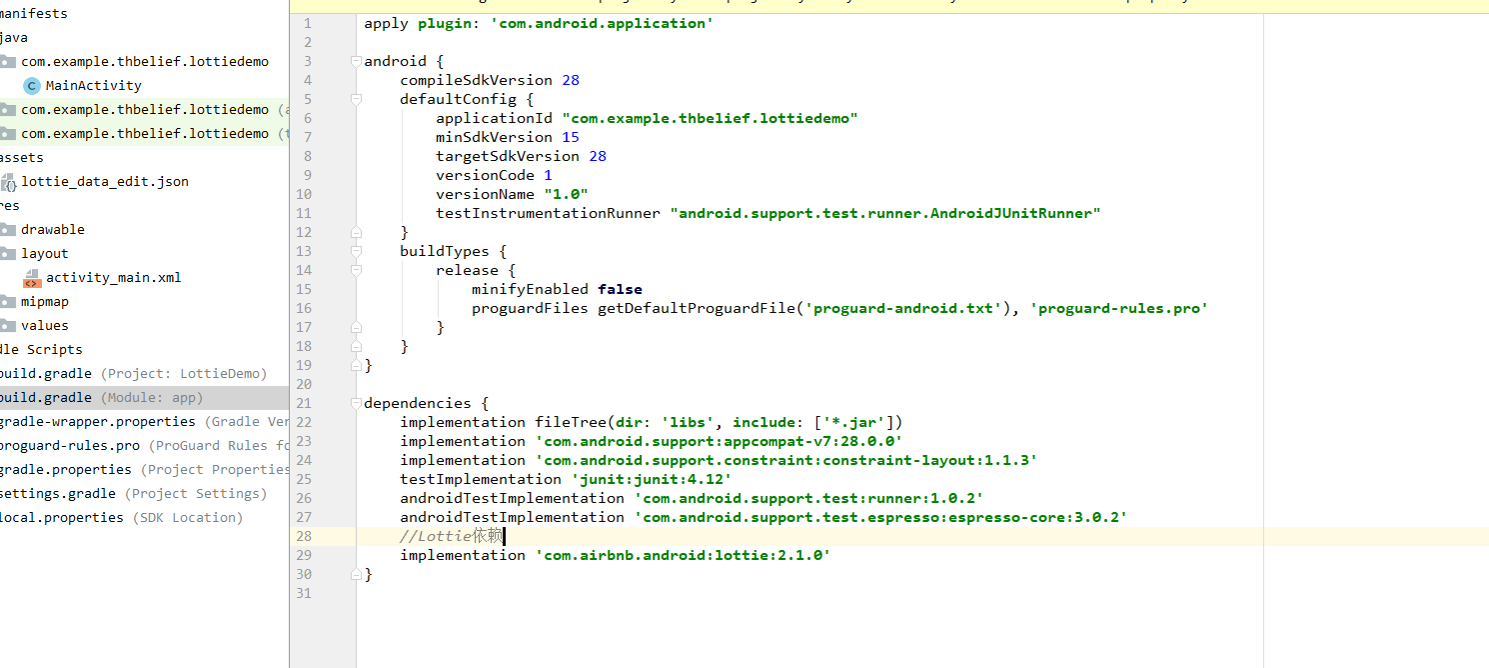 manifests
java
com.example.thbelief.lottiedemo
C MainActivity
com.example.thbelief.lottiedemo
com.example.thbelief.lottiedemo
assets
lottie_data_edit.json
res
drawable
layout
activity_main.xml
mipmap
values
Scripts
build.gradle (Project: LottieDemo)
build.gradle (Module: app)
gradle-wrapper.properties (Gradle Ver
proguard-rules.pro (ProGuard Rules fo
gradle.properties (Project Properties
settings.gradle (Project Settings)
local.properties (SDK Location)
1 apply plugin: 'com.android.application'
2
3 android {
4 compileSdkVersion 28
5 defaultConfig {
6 applicationId "com.example.thbelief.lottiedemo"
7 minSdkVersion 15
8 targetSdkVersion 28
9 versionCode 1
10 versionName "1.0"
11 testInstrumentationRunner "android.support.test.runner.AndroidJUnitRunner"
12 }
13 buildTypes {
14 release {
15 minifyEnabled false
16 proguardFiles getDefaultProguardFile('proguard-android.txt'), 'proguard-rules.pro'
17 }
18 }
19 }
20
21 dependencies {
22 implementation fileTree(dir: 'libs', include: ['*.jar'])
23 implementation 'com.android.support:appcompat-v7:28.0.0'
24 implementation 'com.android.support.constraint:constraint-layout:1.1.3'
25 testImplementation 'junit:junit:4.12'
26 androidTestImplementation 'com.android.support.test:runner:1.0.2'
27 androidTestImplementation 'com.android.support.test.espresso:espresso-core:3.0.2'
28 //Lottie依赖
29 implementation 'com.airbnb.android:lottie:2.1.0'
30 }
31